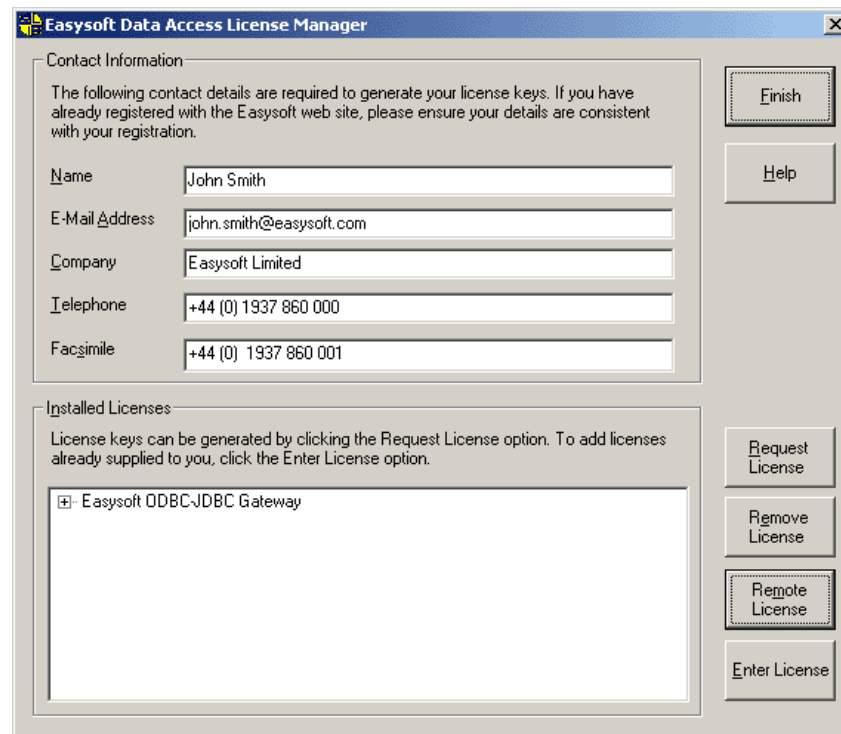 Easysoft Data Access License Manager
Contact Information
The following contact details are required to generate your license keys. If you have
already registered with the Easysoft web site, please ensure your details are consistent
with your registration.
Name
John Smith
E-Mail Address
john.smith@easysoft.com
Company
Easysoft Limited
Telephone
+44 (0) 1937 860 000
Facsimile
+44 (0)  1937 860 001
Finish
Help
Installed Licenses
License keys can be generated by clicking the Request License option. To add licenses
already supplied to you, click the Enter License option.
Easysoft ODBC-JDBC Gateway
Request
License
Remove
License
Remote
License
Enter License